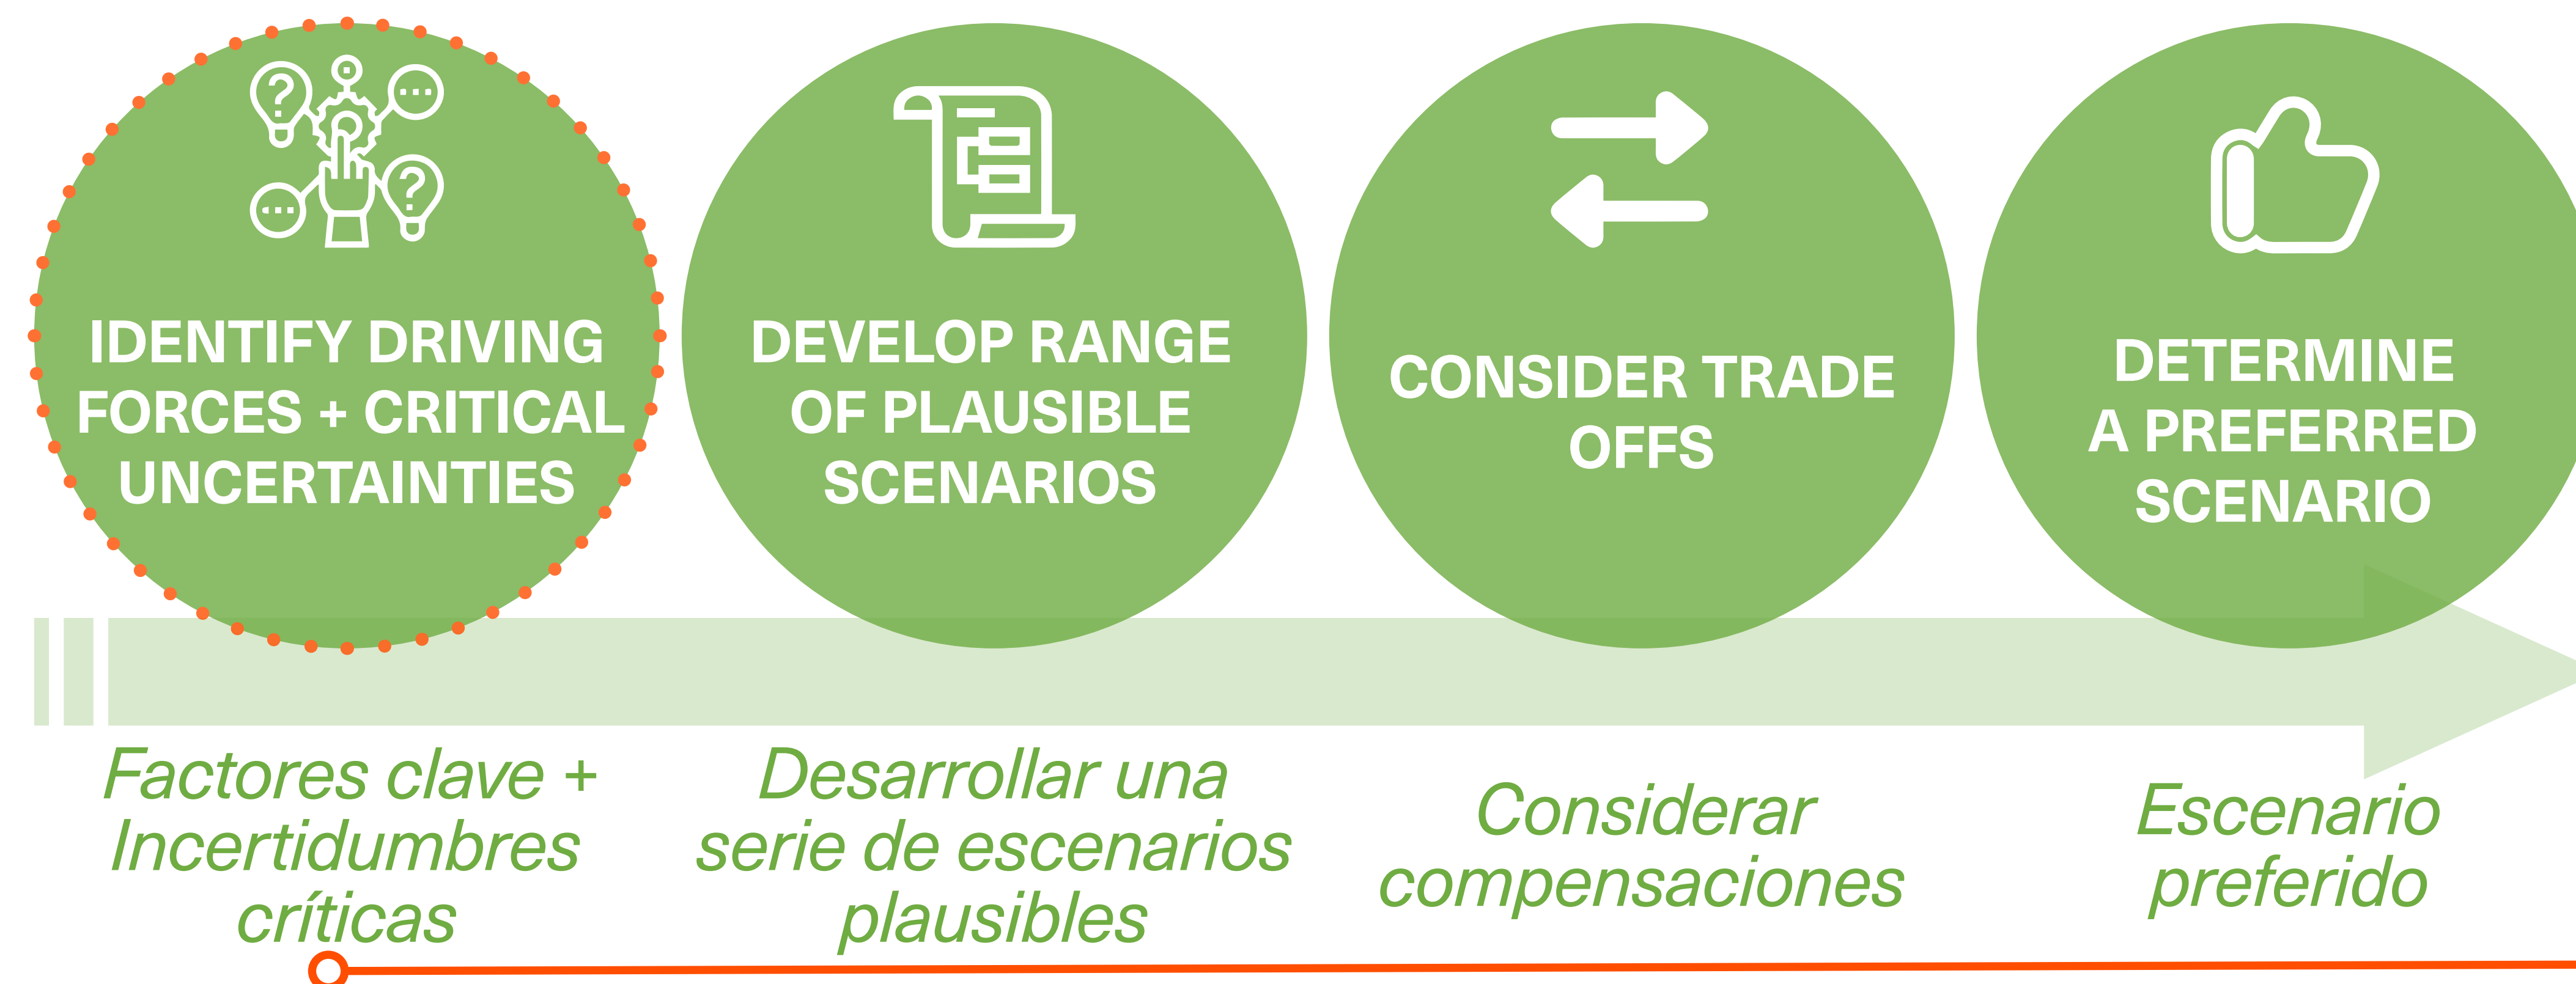 IDENTIFY DRIVING
FORCES + CRITICAL
UNCERTAINTIES
DEVELOP RANGE
OF PLAUSIBLE
SCENARIOS
CONSIDER TRADE
OFFS
DETERMINE
A PREFERRED
SCENARIO
Factores clave +
Incertidumbres
críticas
Desarrollar una
serie de escenarios
plausibles
Considerar
compensaciones
Escenario
preferido